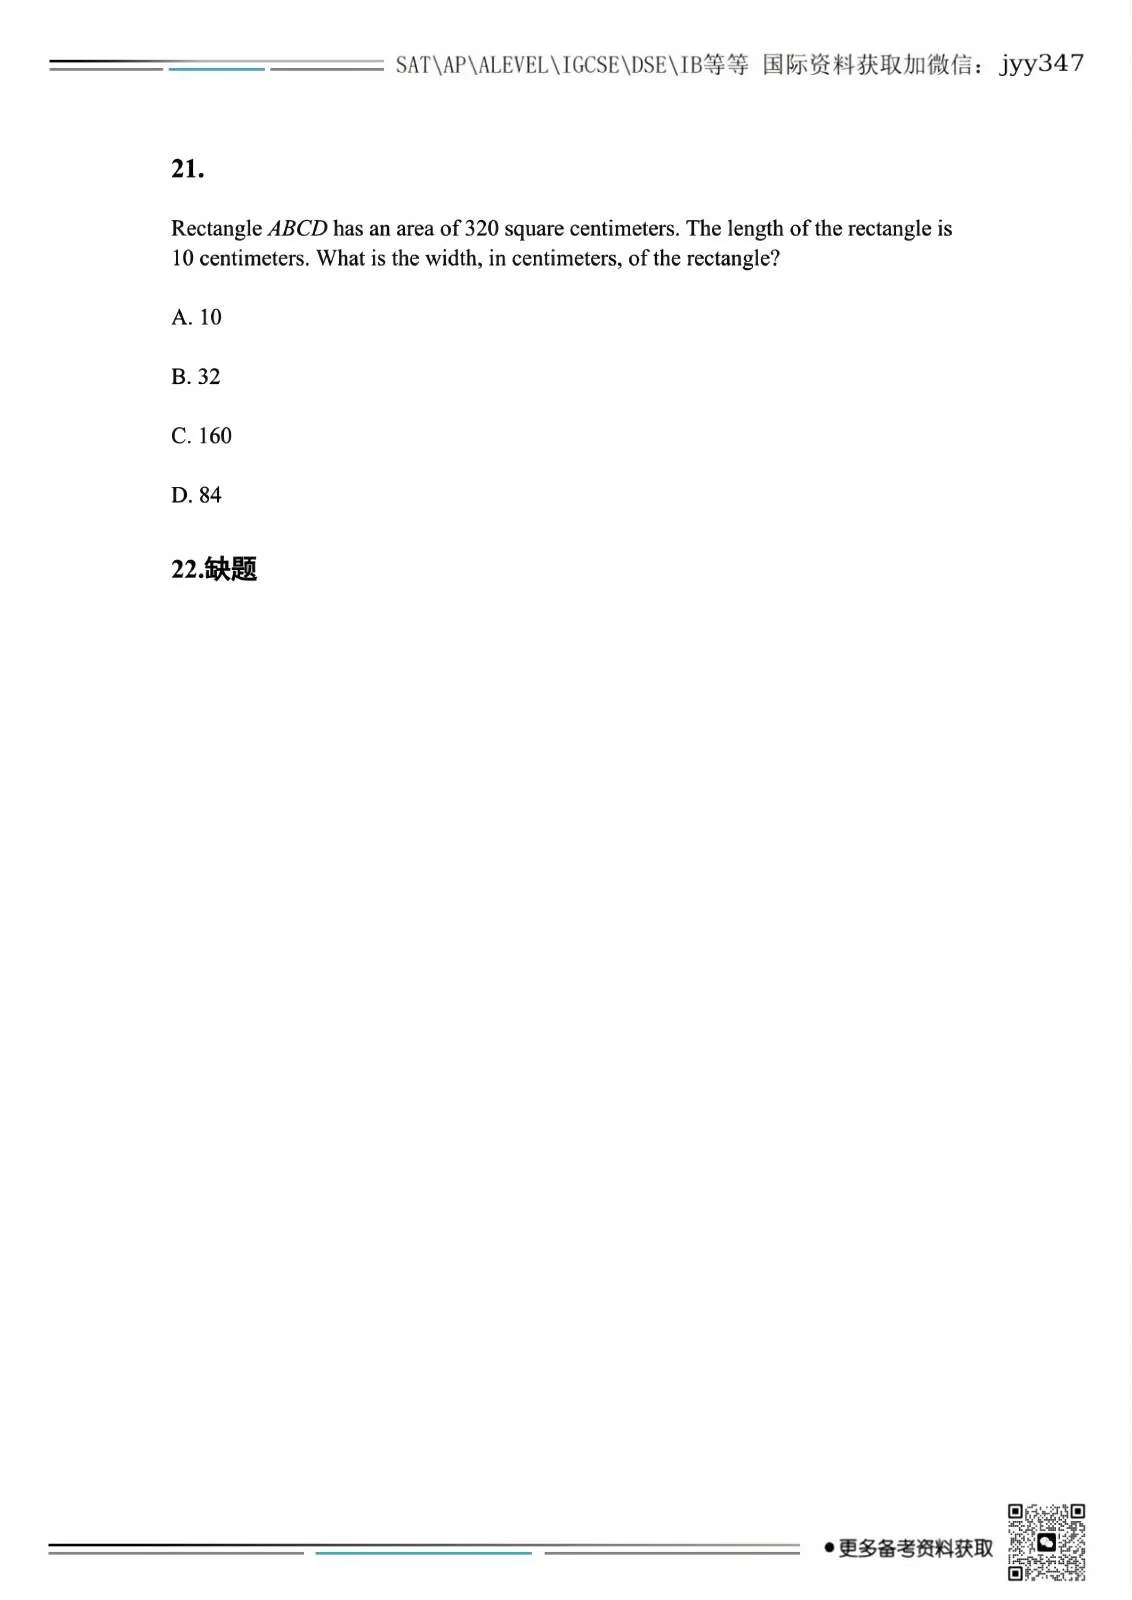 SAT\AP\ALEVEL\IGCSE\DSE\IB等等 国际资料获取加微信：jyy347
21.
Rectangle ABCD has an area of 320 square centimeters. The length of the rectangle is
10 centimeters. What is the width, in centimeters, of the rectangle?
A. 10
B. 32
C. 160
D. 84
22.缺题
●更多备考资料获取